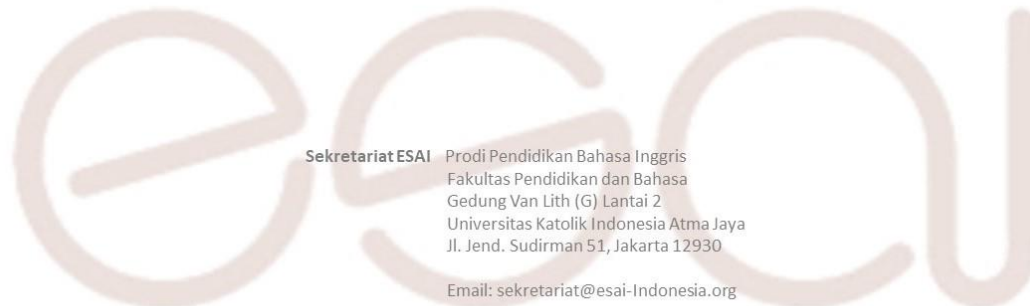 esai
Sekretariat ESAI Prodi Pendidikan Bahasa Inggris
Fakultas Pendidikan dan Bahasa
Gedung Van Lith (G) Lantai 2
Universitas Katolik Indonesia Atma Jaya
Jl. Jend. Sudirman 51, Jakarta 12930
Email: sekretariat@esai-Indonesia.org